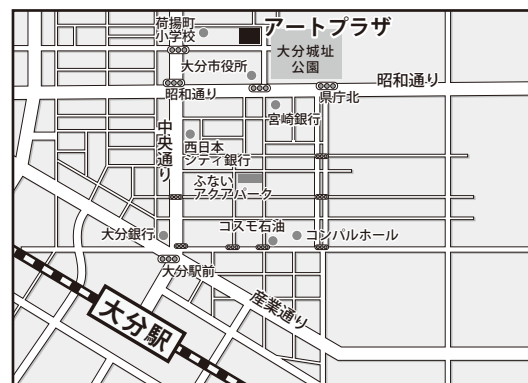 荷揚町
小学校
アートプラザ
大分城址
公園
大分市役所
昭和通り
昭和通り
県庁北
宮崎銀行
中央通り
西日本
シティ銀行
ふない
アクアパーク
コスモ石油
大分銀行
コンパルホール
大分駅前
産業通り
大分駅